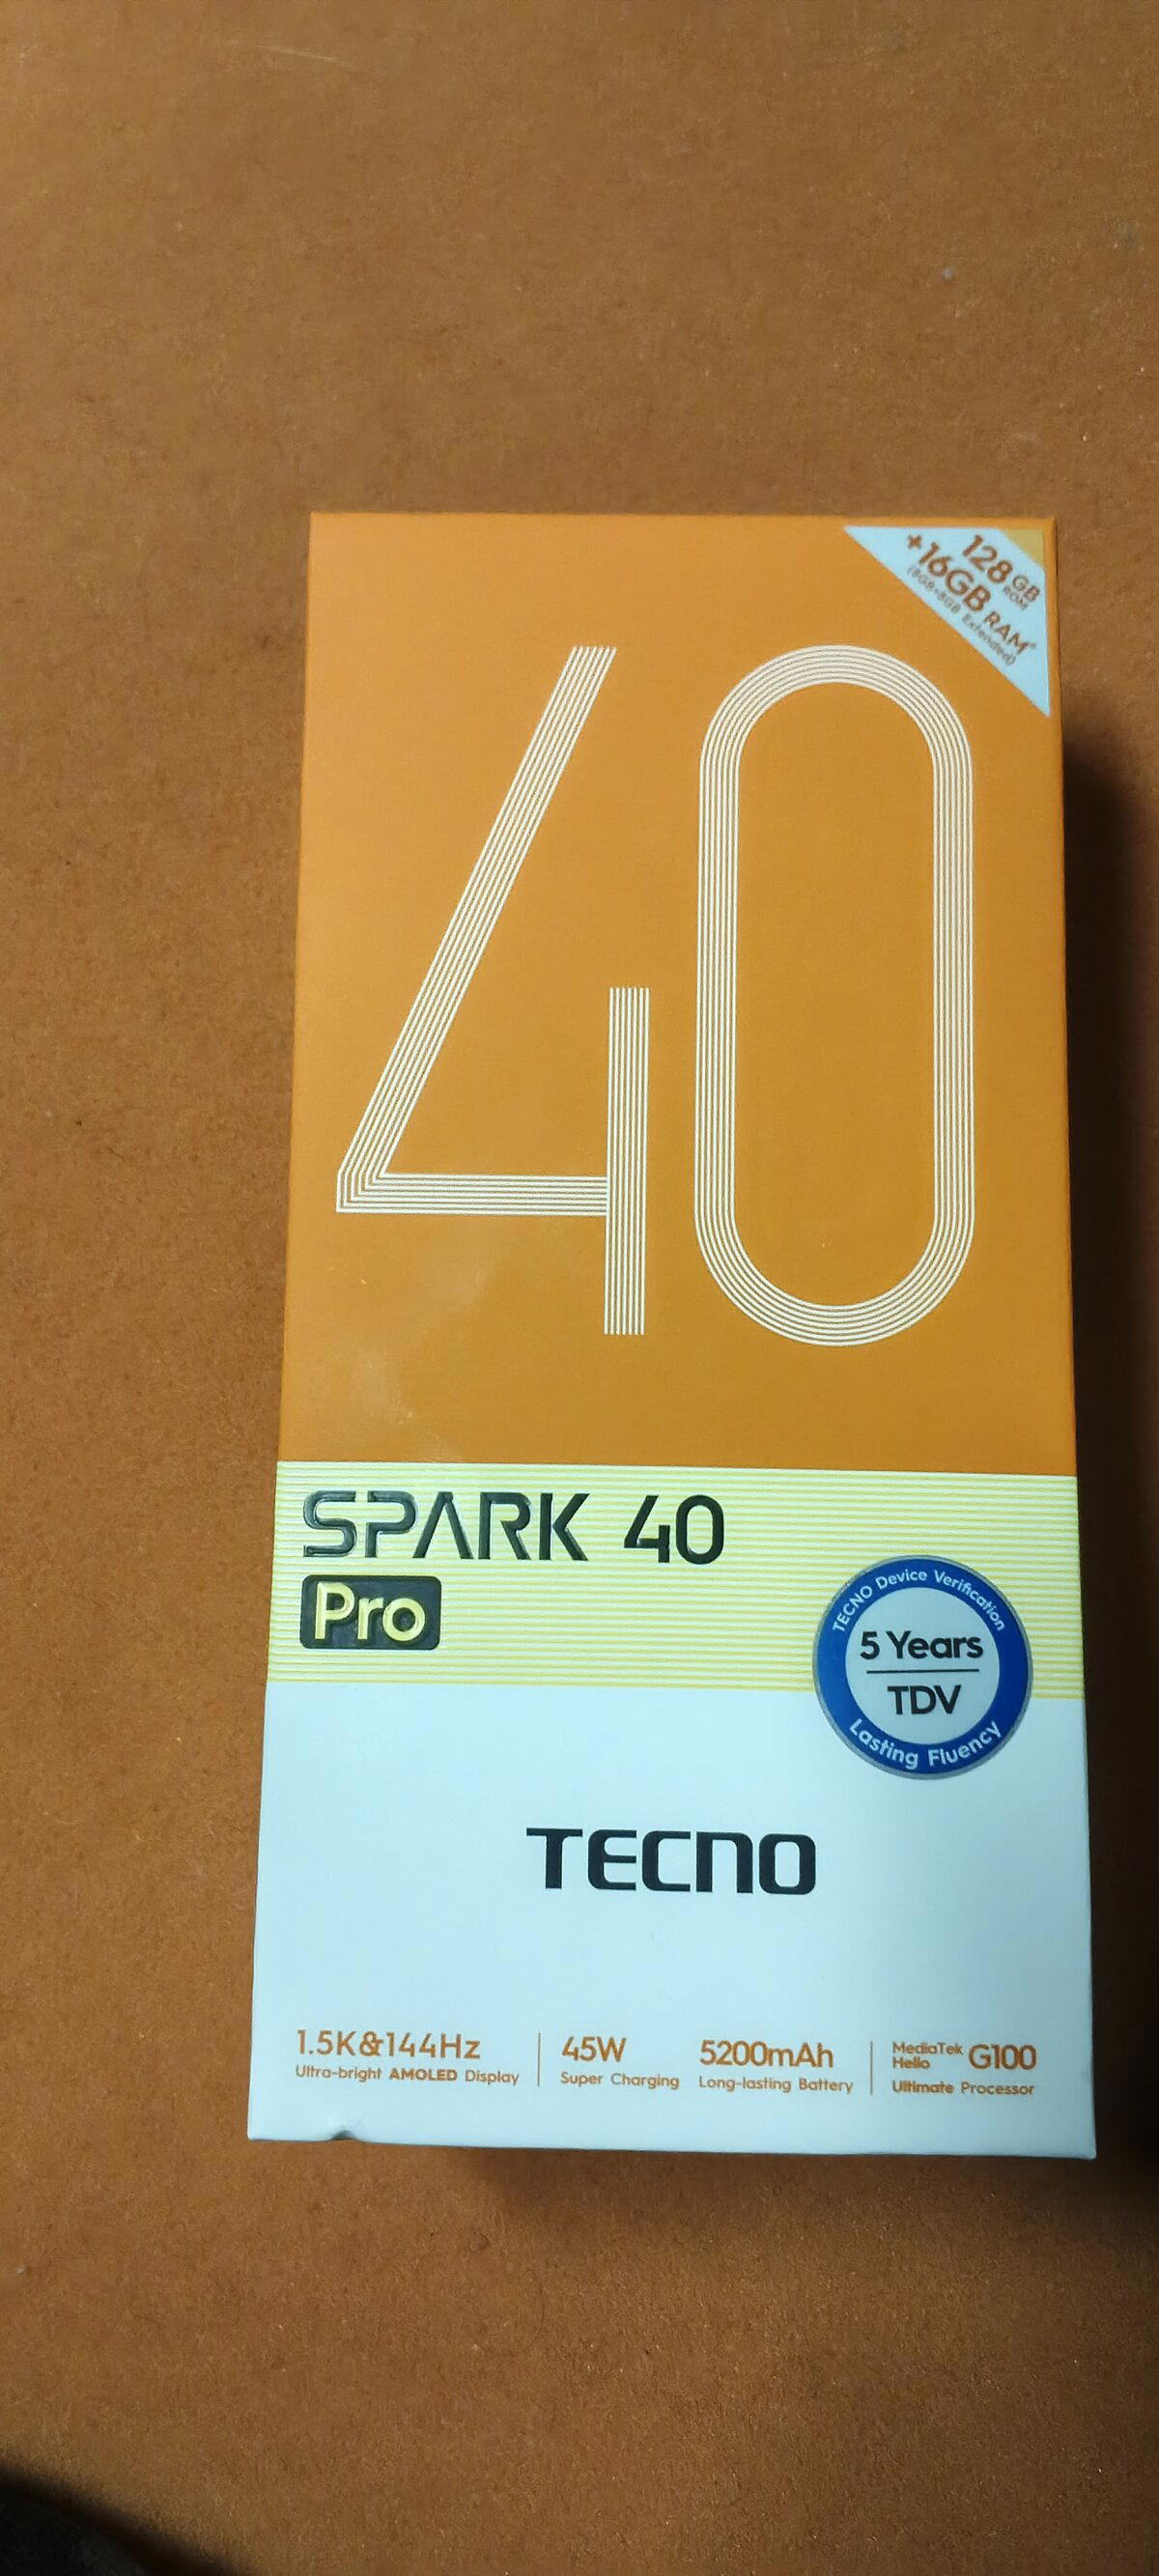 128GB ROM
+16GB RAM*
(8GB+8GB Extended)
40
SPARK 40
Pro
TECNO Device Verification
5 Years
TDV
Lasting Fluency
TECNO
1.5K&144Hz
Ultra-bright AMOLED Display
45W
Super Charging
5200mAh
Long-lasting Battery
MediaTek
Helio G100
Ultimate Processor